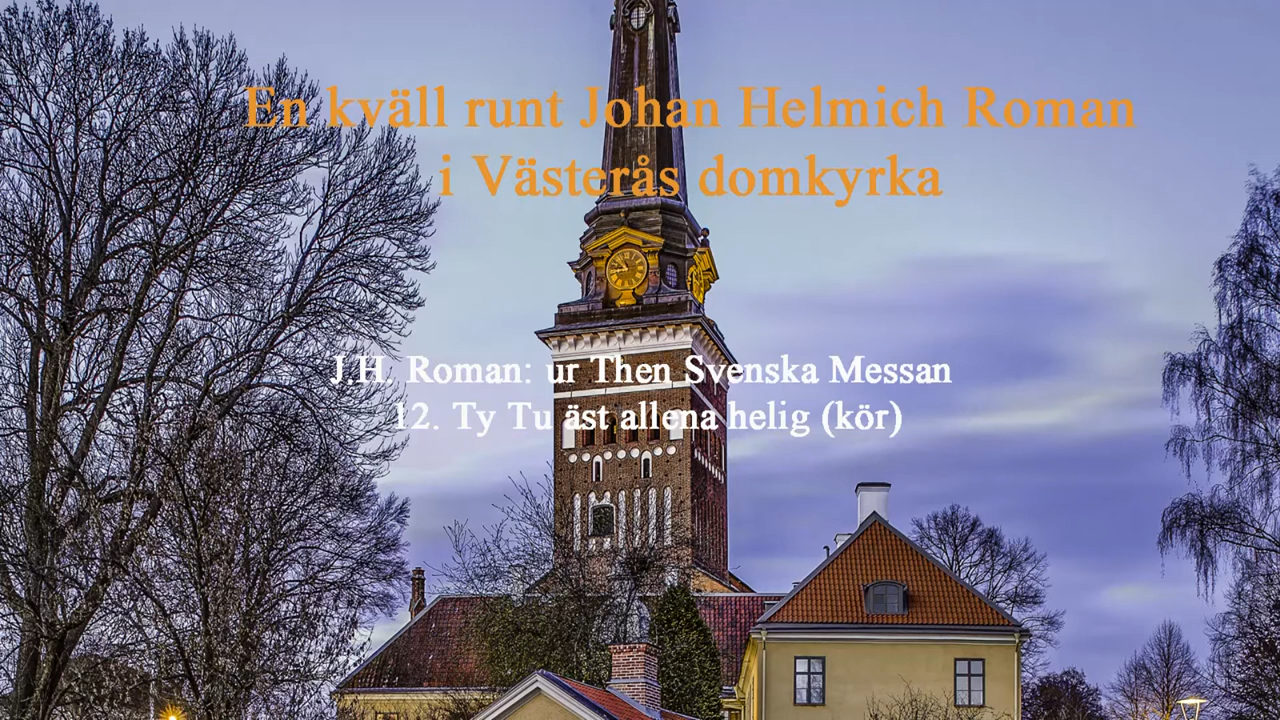 En kväll runt Johan Helmich Roman
i Västerås domkyrka
J.H. Roman: ur Then Svenska Messan
12. Ty Tu äst allena helig (kör)